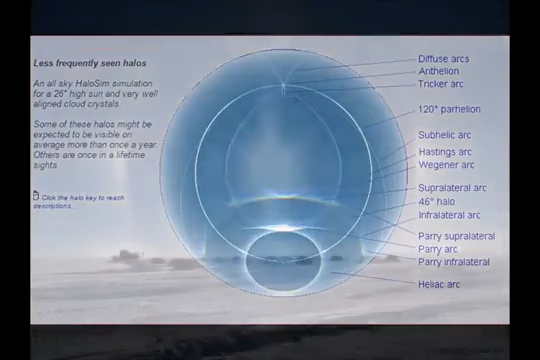 Less frequently seen halos
An all sky HaloSim simulation
for a 26° high sun and very well
aligned cloud crystals.
Some of these halos might be
expected to be visible on
average more than once a year.
Others are once in a lifetime
sights.
Click the halo key to reach
descriptions.
Diffuse arcs
Anthelion
Tricker arc
120° parhelion
Subhelic arc
Hastings arc
Wegener arc
Supralateral arc
46° halo
Infralateral arc
Parry supralateral
Parry arc
Parry infralateral
Heliac arc